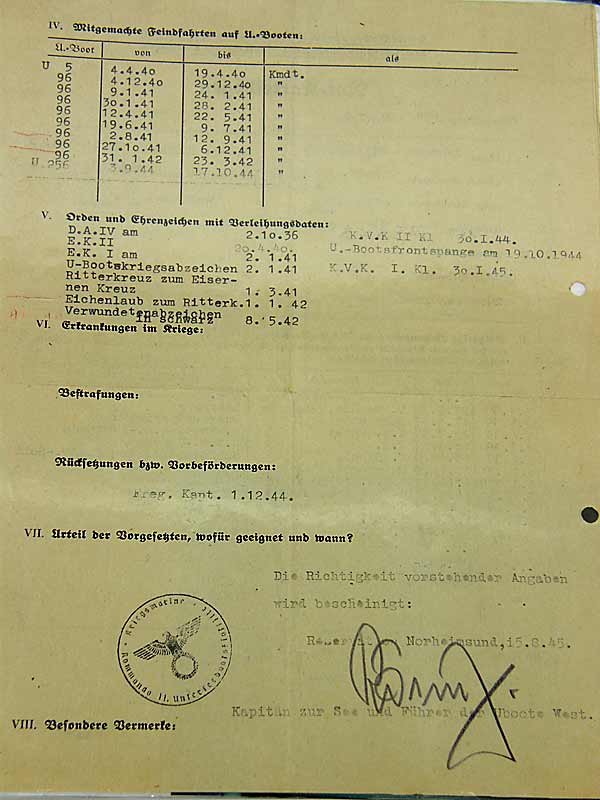 IV. Mitgemachte Feindfahrten auf U.-Booten:
U.-Boot von bis als
U 5 4.4.40 19.4.40 Kmdt.
96 4.12.40 29.12.40 "
96 9.1.41 24. 1.41 "
96 30.1.41 28. 2.41 "
96 12.4.41 22. 5.41 "
96 19.6.41 9. 7.41 "
96 2.8.41 12. 9.41 "
96 27.10.41 6.12.41 "
96 31. 1.42 23. 3.42 "
U.256 3.9.44 17.10.44 "
V. Orden und Ehrenzeichen mit Verleihungsdaten:
D.A.IV am 2.10.36 K.V.K II Kl 30.1.44.
E.K.II 20.4.40. U.-Bootsfrontspange am 19.10.1944
E.K. I am 2. 1.41
U-Bootskriegsabzeichen 2. 1.41 K.V.K. I. Kl. 30.1.45.
Ritterkreuz zum Eiser-
nen Kreuz 1. 3.41
Eichenlaub zum Ritterk.1. 1. 42
Verwundetenabzeichen
in schwarz 8. 5.42
VI. Erkrankungen im Kriege:
Bestrafungen:
Rücksetzungen bzw. Vorbeförderungen:
Freg. Kapt. 1.12.44.
VII. Urteil der Vorgesetzten, wofür geeignet und wann?
Die Richtigkeit vorstehender Angaben
wird bescheinigt:
Norheimsund, 15.8.45.
Kriegsmarine
Kommando 11. Unterseebootsflottille
Kapitän zur See und Führer der Uboote West.
VIII. Besondere Vermerke: